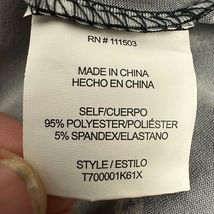 RN # 111503
MADE IN CHINA
HECHO EN CHINA
SELF/CUERPO
95% POLYESTER/POLIÉSTER
5% SPANDEX/ELASTANO
STYLE / ESTILO
T700001K61X